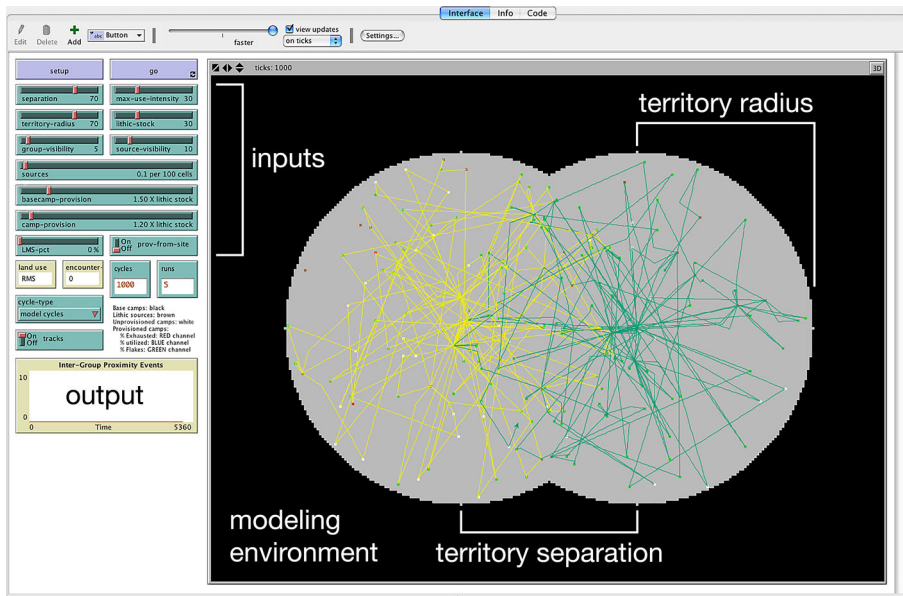 Interface Info Code
Edit Delete Add abc Button faster view updates on ticks Settings...
setup go
ticks: 1000 3D
separation 70 max-use-intensity 30
territory-radius 70 lithic-stock 30
group-visibility 5 source-visibility 10
sources 0.1 per 100 cells
basecamp-provision 1.50 X lithic stock
camp-provision 1.20 X lithic stock
LMS-pct 0 % On Off prov-from-site
land use RMS encounter 0 cycles 1000 runs 5
cycle-type
model cycles
On Off tracks
Base camps: black
Lithic sources: brown
Unprovisioned camps: white
Provisioned camps:
% Exhausted: RED channel
% utilized: BLUE channel
% Flakes: GREEN channel
Inter-Group Proximity Events
10
output
0
0 Time 5360
inputs
territory radius
modeling
environment
territory separation